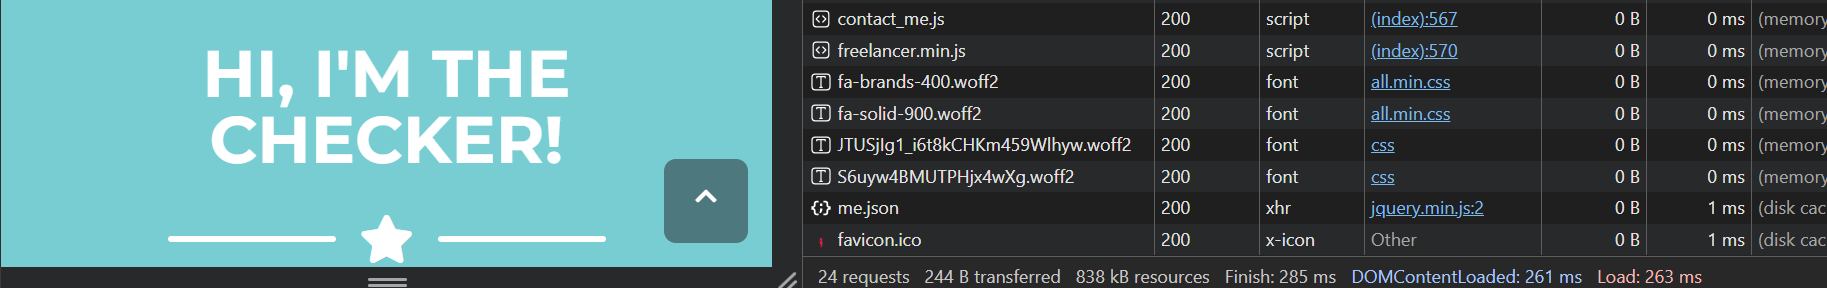 HI, I'M THE
CHECKER!
contact_me.js 200 script (index):567 0 B 0 ms (memory
freelancer.min.js 200 script (index):570 0 B 0 ms (memory
fa-brands-400.woff2 200 font all.min.css 0 B 0 ms (memory
fa-solid-900.woff2 200 font all.min.css 0 B 0 ms (memory
JTUSjIg1_i6t8kCHKm459Wlhyw.woff2 200 font css 0 B 0 ms (memory
S6uyw4BMUTPHjx4wXg.woff2 200 font css 0 B 0 ms (memory
me.json 200 xhr jquery.min.js:2 0 B 1 ms (disk cac
favicon.ico 200 x-icon Other 0 B 1 ms (disk cac
24 requests 244 B transferred 838 kB resources Finish: 285 ms DOMContentLoaded: 261 ms Load: 263 ms